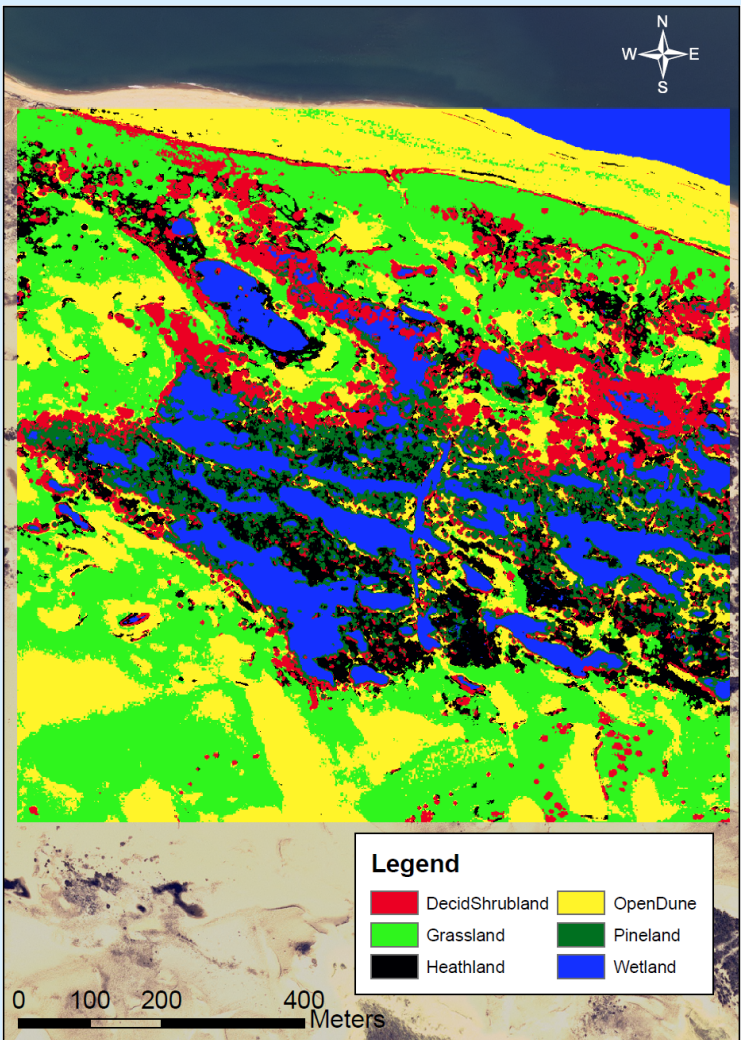 N
W E
S
Legend
DecidShrubland OpenDune
Grassland Pineland
Heathland Wetland
0 100 200 400
Meters